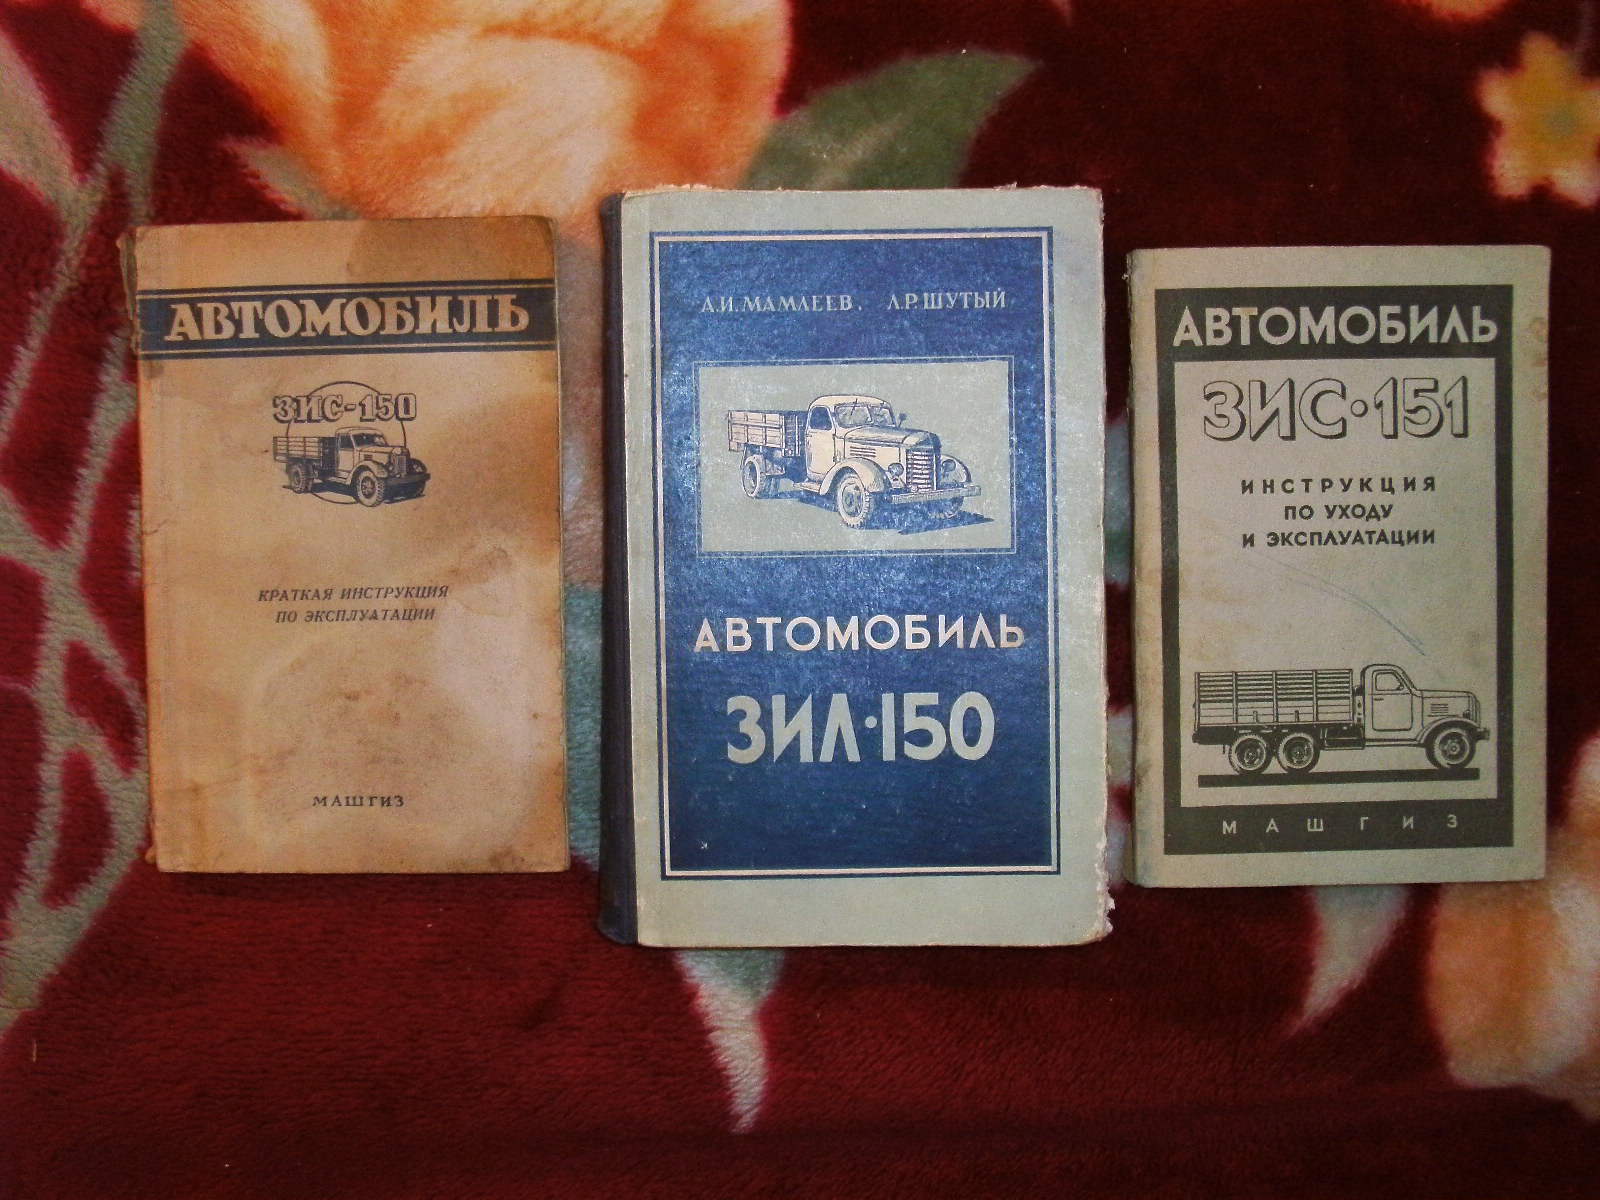 АВТОМОБИЛЬ
ЗИС-150
КРАТКАЯ ИНСТРУКЦИЯ
ПО ЭКСПЛУАТАЦИИ
МАШГИЗ
А.И.МАМЛЕЕВ. Л.Р.ШУТЫЙ
АВТОМОБИЛЬ
ЗИЛ·150
АВТОМОБИЛЬ
ЗИС·151
ИНСТРУКЦИЯ
ПО УХОДУ
И ЭКСПЛУАТАЦИИ
МАШГИЗ